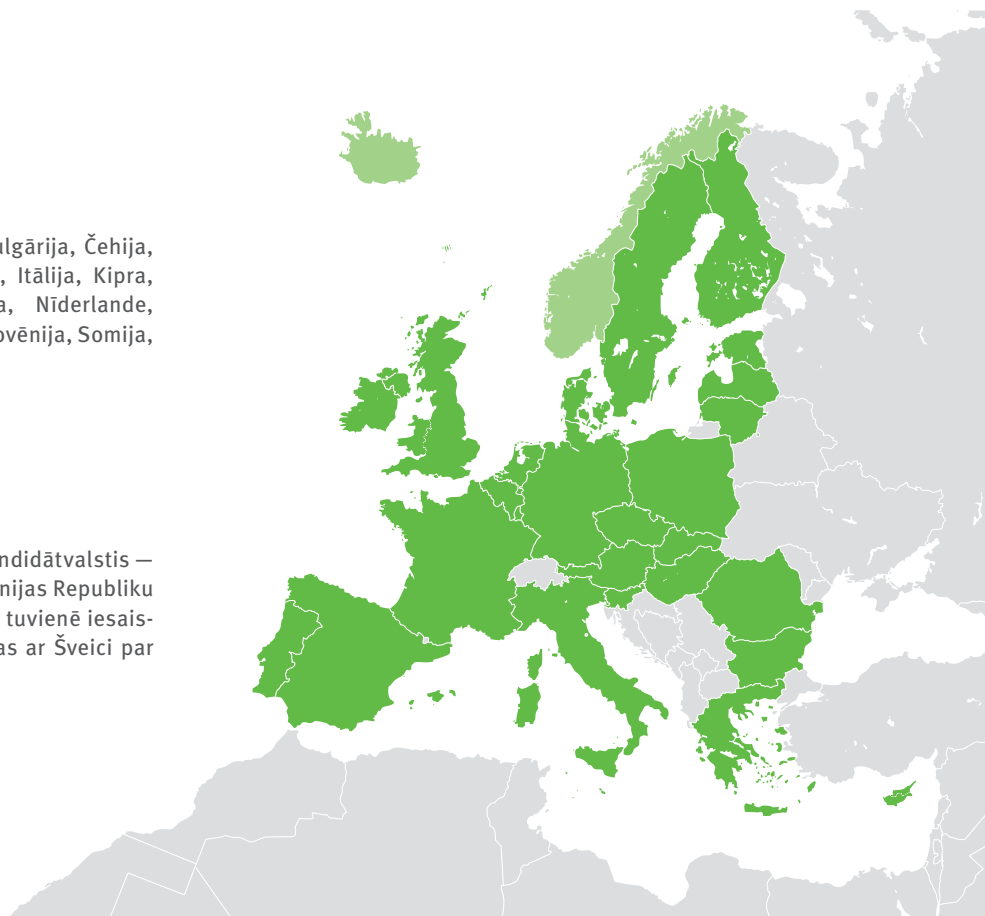 ulgārija, Čehija,
, Itālija, Kipra,
a, Nīderlande,
ovēnija, Somija,
ndidātvalstis —
nijas Republiku
tuvienē iesais-
as ar Šveici par